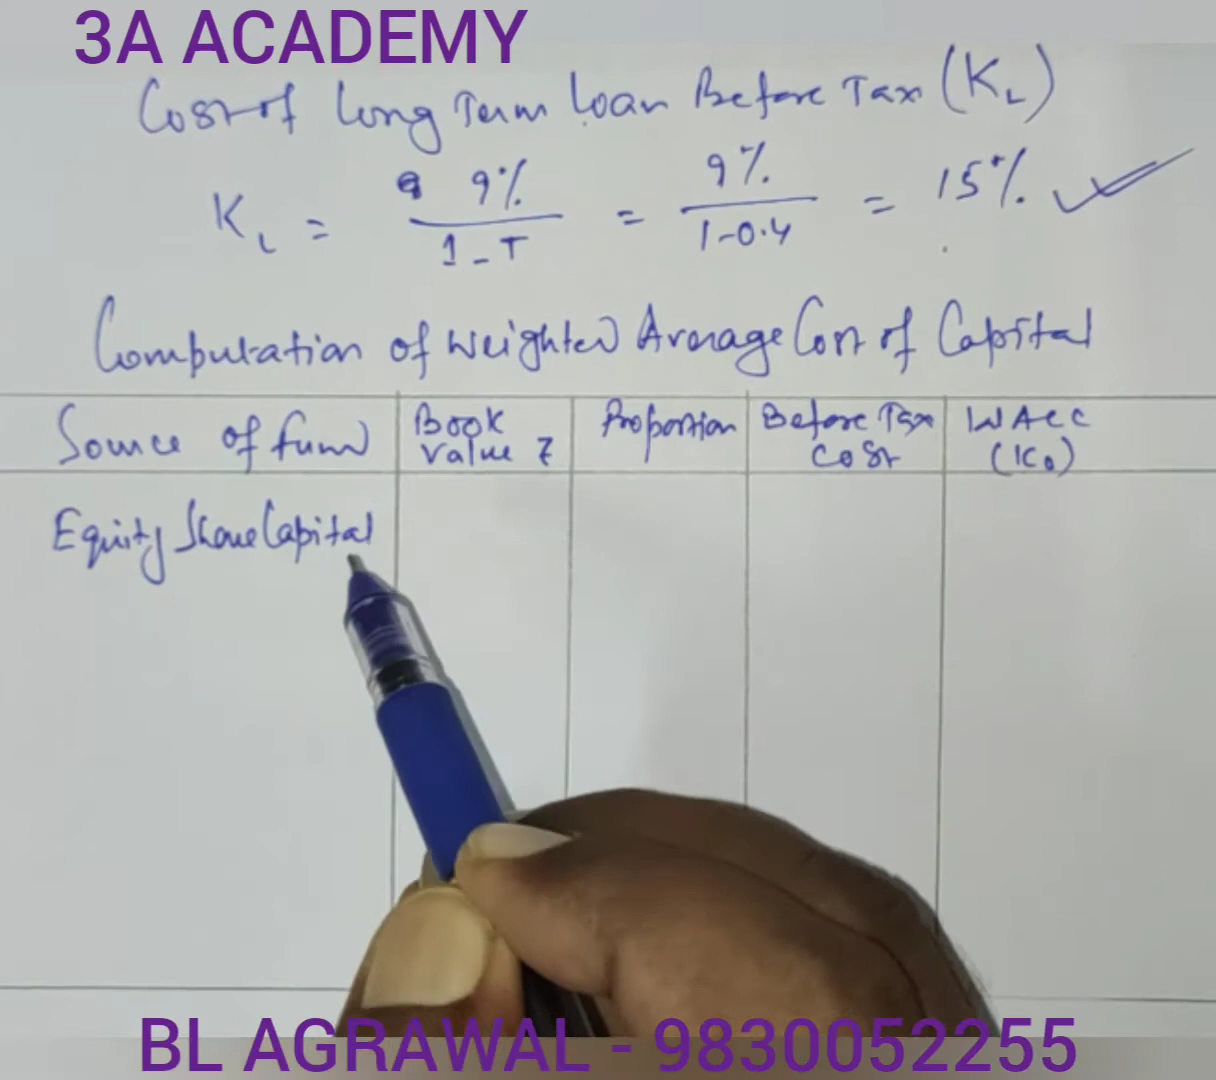 3A ACADEMY
Cost of Long Term Loan Before Tax (K_L)
K_L = 9% / 1-T = 9% / 1-0.4 = 15% ✓
Computation of Weighted Average Cost of Capital
Source of fund | Book Value ₹ | Proportion | Before Tax Cost | WACC (K₀)
Equity Share Capital
BL AGRAWAL - 9830052255